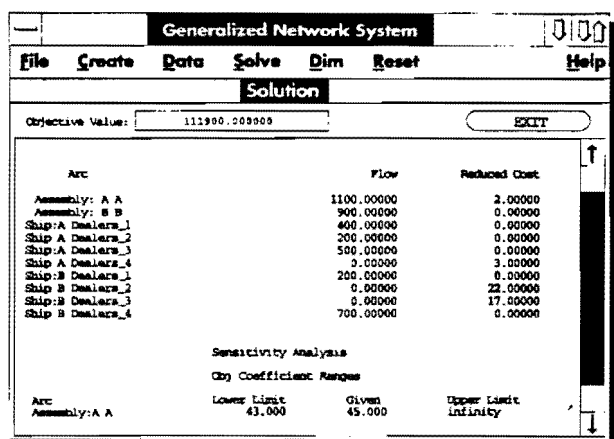 Generalized Network System
File Create Data Solve Dim Reset Help
Solution
Objective Value: 111900.000000 EXIT
Arc Flow Reduced Cost
Assembly: A A 1100.00000 2.00000
Assembly: B B 900.00000 0.00000
Ship:A Dealers_1 400.00000 0.00000
Ship A Dealers_2 200.00000 0.00000
Ship A Dealers_3 500.00000 0.00000
Ship A Dealers_4 0.00000 3.00000
Ship:B Dealers_1 200.00000 0.00000
Ship B Dealers_2 0.00000 22.00000
Ship:B Dealers_3 0.00000 17.00000
Ship B Dealers_4 700.00000 0.00000
Sensitivity Analysis
Obj Coefficient Ranges
Arc Lower Limit Given Upper Limit
Assembly:A A 43.000 45.000 infinity